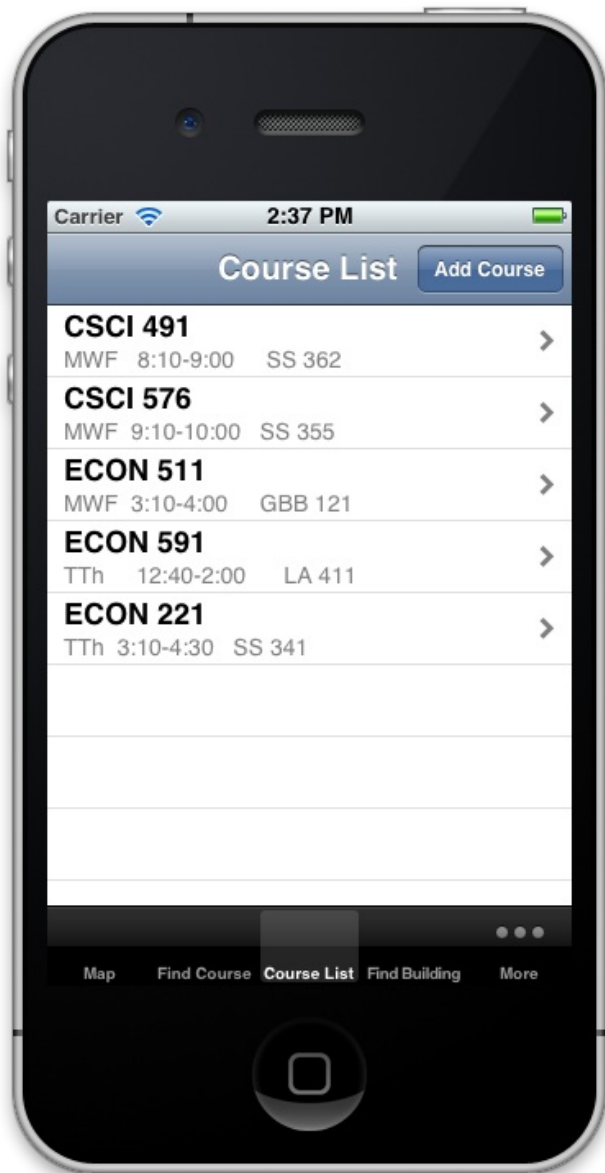 Carrier 2:37 PM
Course List Add Course
CSCI 491
MWF 8:10-9:00 SS 362
CSCI 576
MWF 9:10-10:00 SS 355
ECON 511
MWF 3:10-4:00 GBB 121
ECON 591
TTh 12:40-2:00 LA 411
ECON 221
TTh 3:10-4:30 SS 341
Map Find Course Course List Find Building More